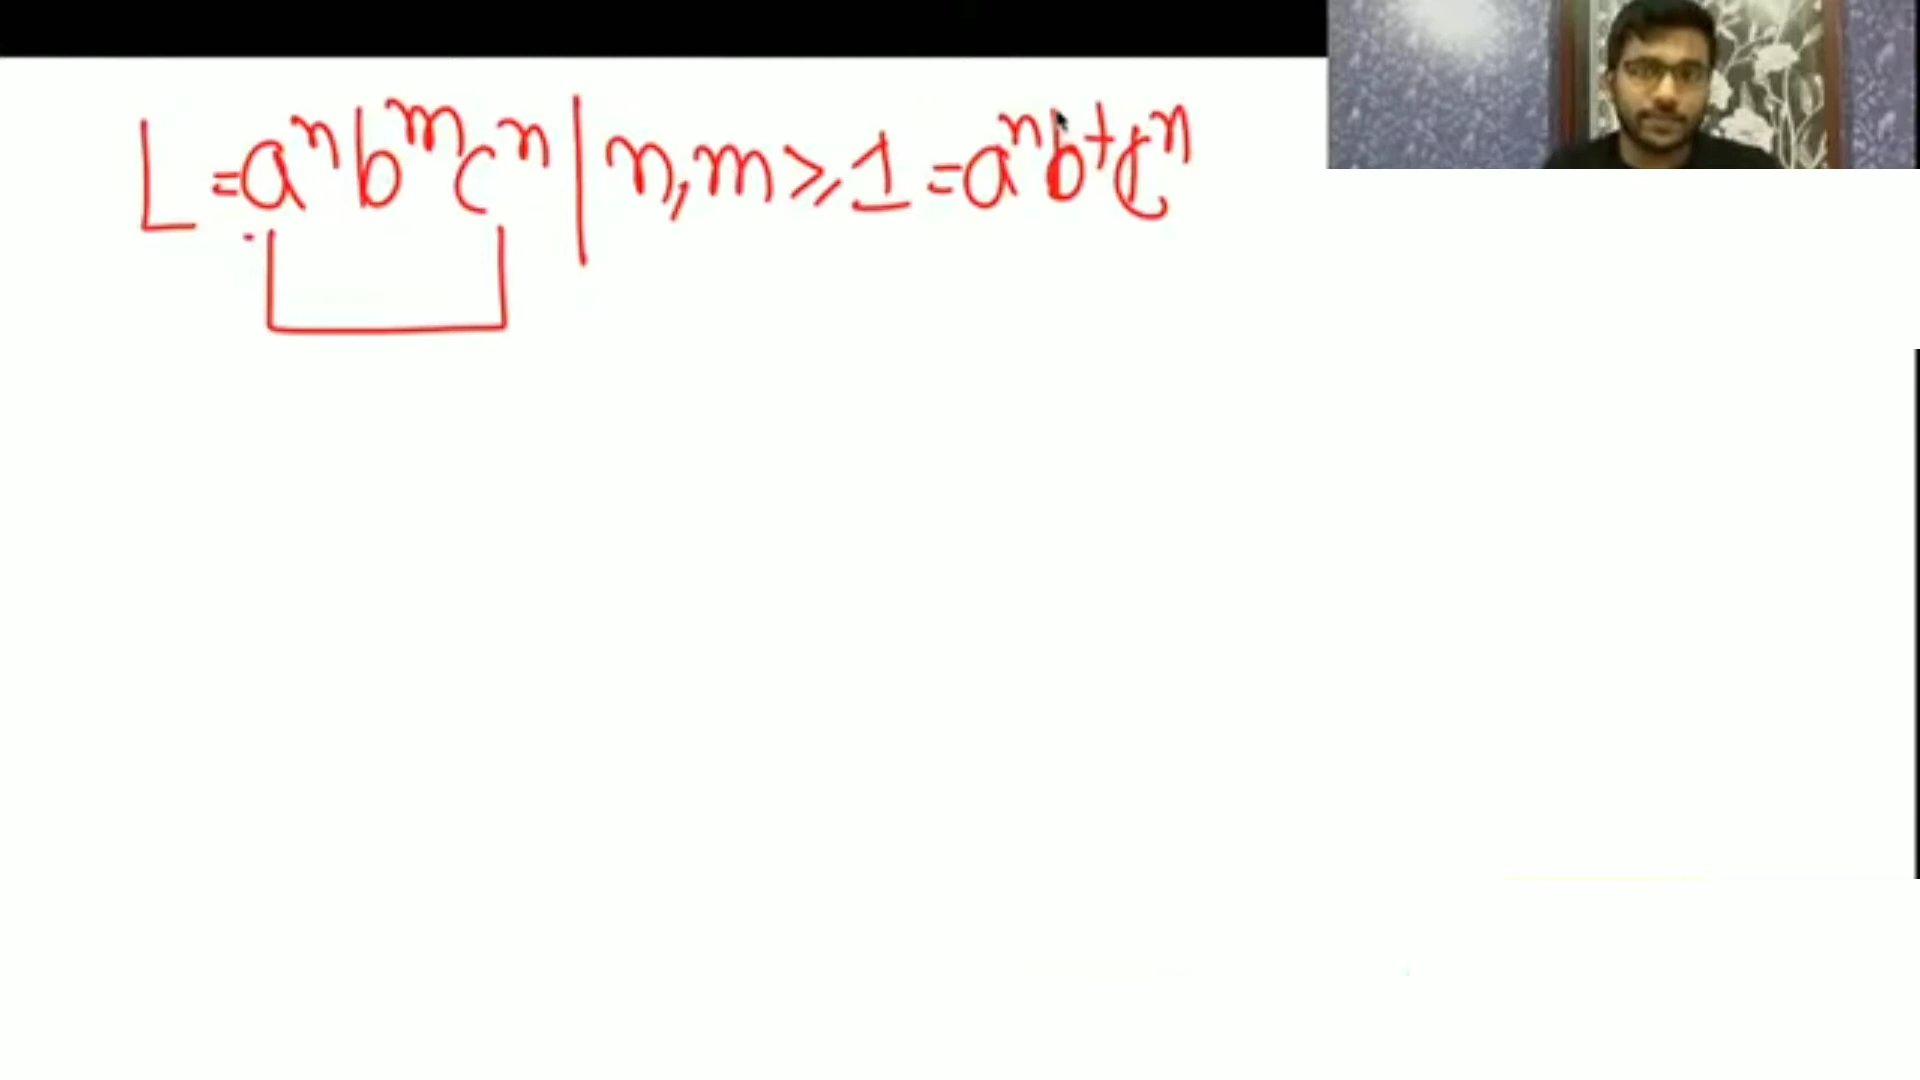 L = aⁿbᵐcⁿ | n,m ≥ 1 = aⁿb⁺cⁿ